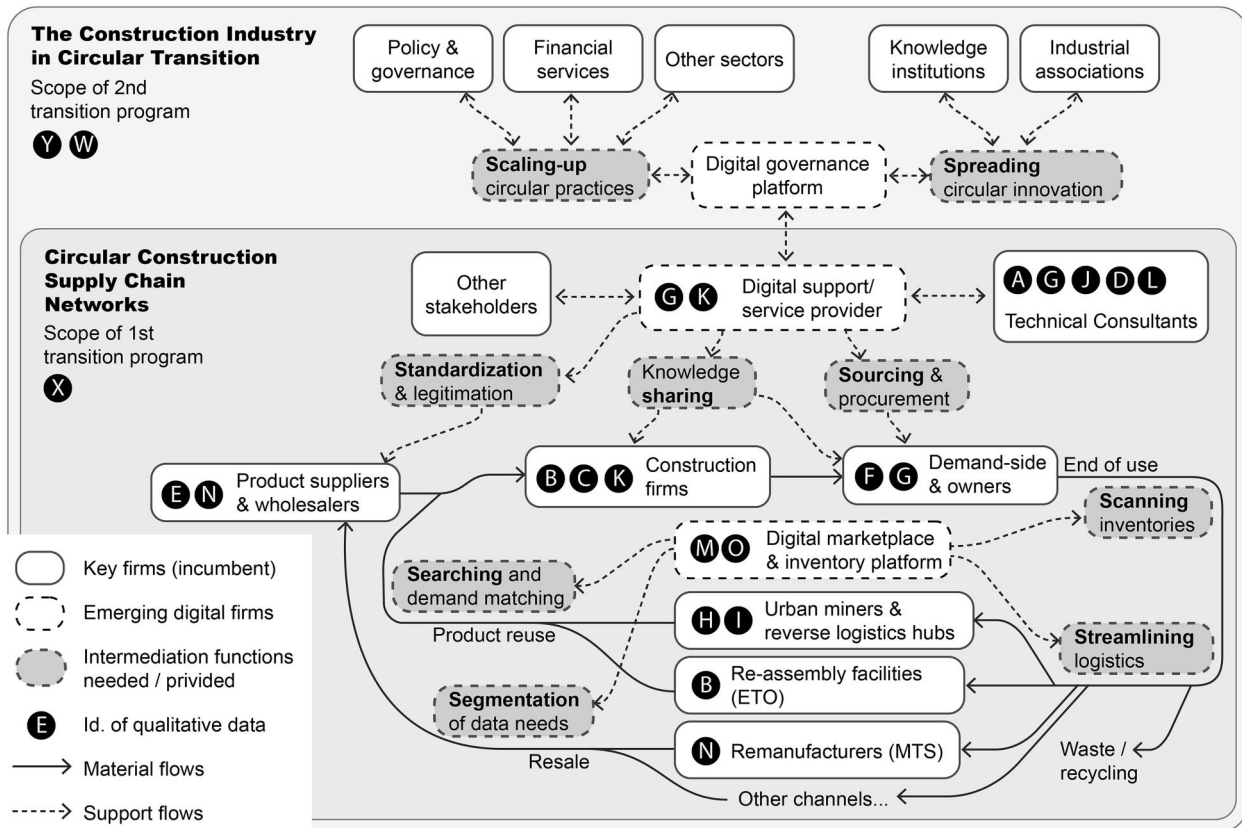 The Construction Industry
in Circular Transition
Scope of 2nd
transition program
Y W
Policy &
governance
Financial
services
Other sectors
Knowledge
institutions
Industrial
associations
Scaling-up
circular practices
Digital governance
platform
Spreading
circular innovation
Circular Construction
Supply Chain
Networks
Scope of 1st
transition program
X
Other
stakeholders
G K
Digital support/
service provider
A G J D L
Technical Consultants
Standardization
& legitimation
Knowledge
sharing
Sourcing &
procurement
E N
Product suppliers
& wholesalers
B C K
Construction
firms
F G
Demand-side
& owners
End of use
Scanning
inventories
M O
Digital marketplace
& inventory platform
Searching and
demand matching
Product reuse
H I
Urban miners &
reverse logistics hubs
Streamlining
logistics
B
Re-assembly facilities
(ETO)
Segmentation
of data needs
N
Remanufacturers (MTS)
Resale
Other channels...
Waste /
recycling
Key firms (incumbent)
Emerging digital firms
Intermediation functions
needed / privided
E
Id. of qualitative data
Material flows
Support flows